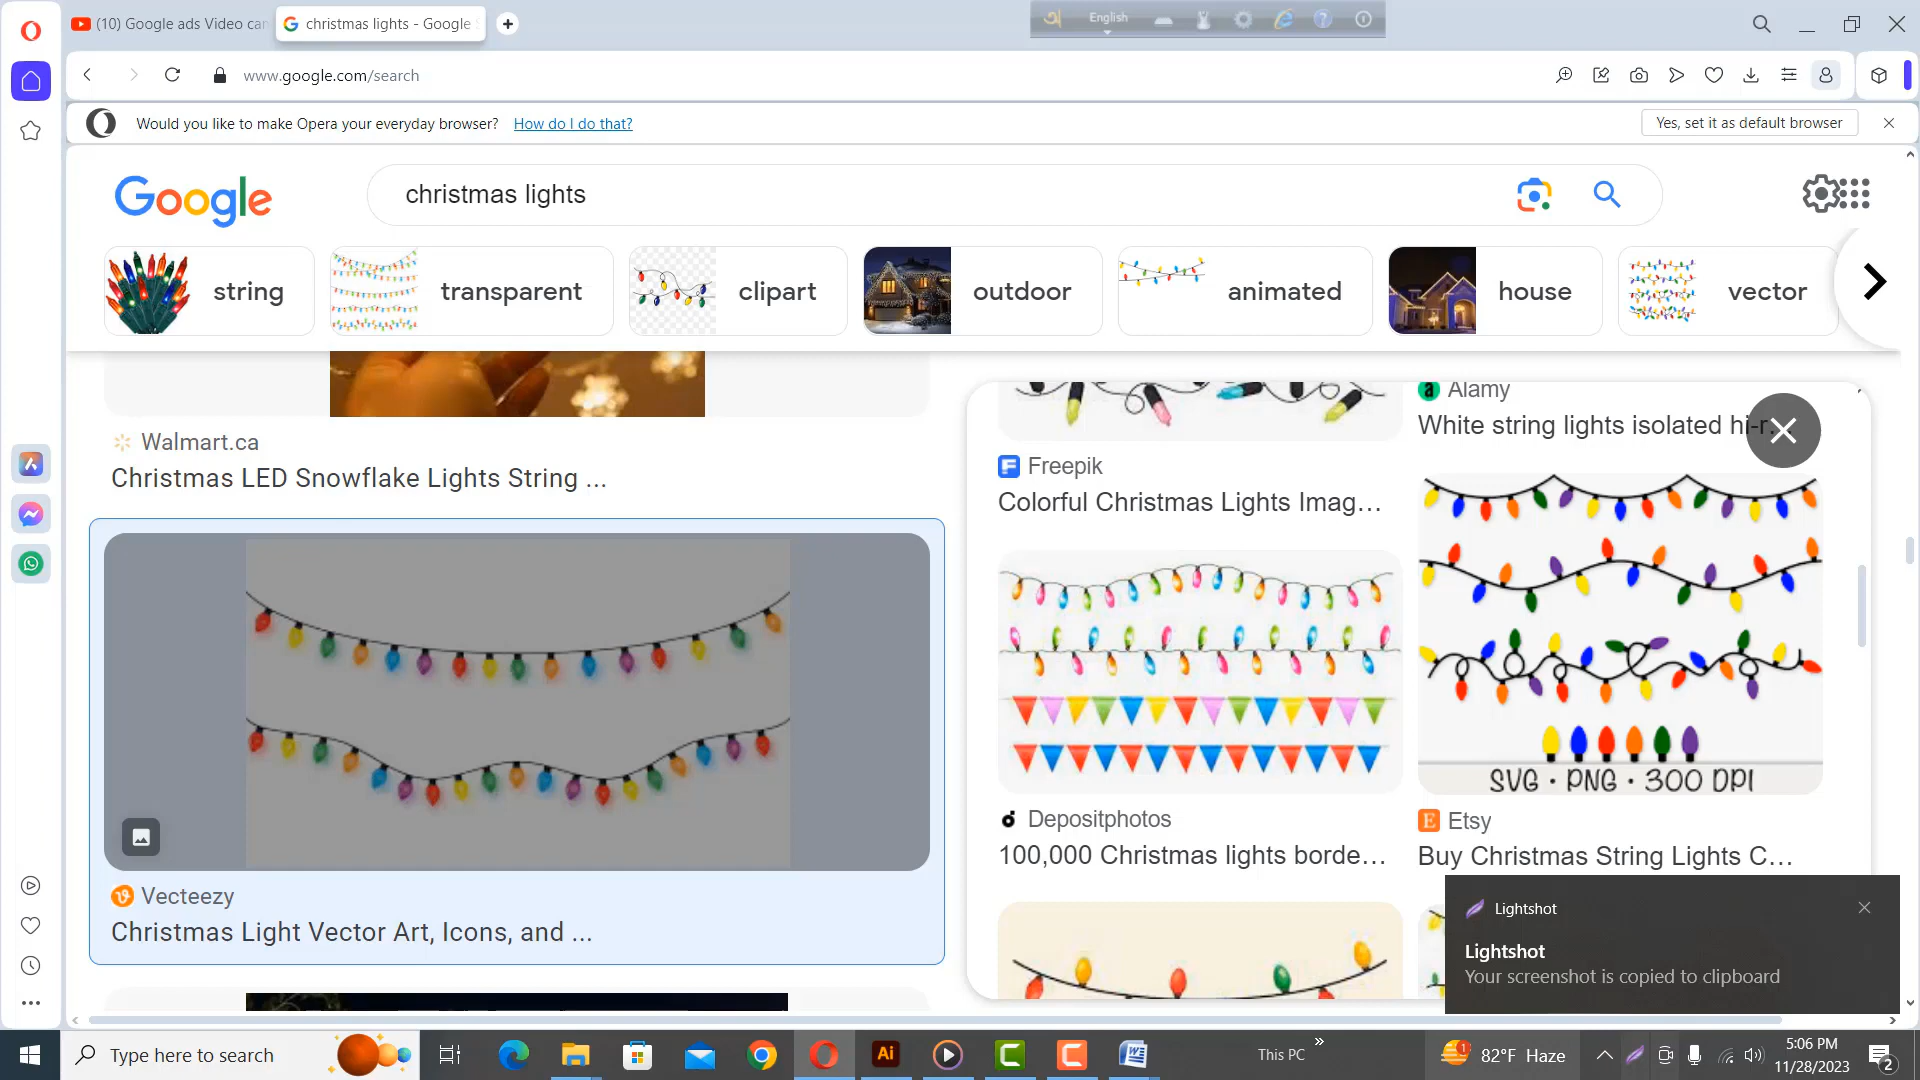 (10) Google ads Video can
christmas lights - Google S
English
www.google.com/search
Would you like to make Opera your everyday browser? How do I do that?
Yes, set it as default browser
Google
christmas lights
string
transparent
clipart
outdoor
animated
house
vector
Walmart.ca
Christmas LED Snowflake Lights String ...
Vecteezy
Christmas Light Vector Art, Icons, and ...
Freepik
Colorful Christmas Lights Imag...
Depositphotos
100,000 Christmas lights borde...
Alamy
White string lights isolated hi-r...
SVG • PNG • 300 DPI
Etsy
Buy Christmas String Lights C...
Lightshot
Lightshot
Your screenshot is copied to clipboard
Type here to search
Ai
This PC
82°F Haze
5:06 PM
11/28/2023
2